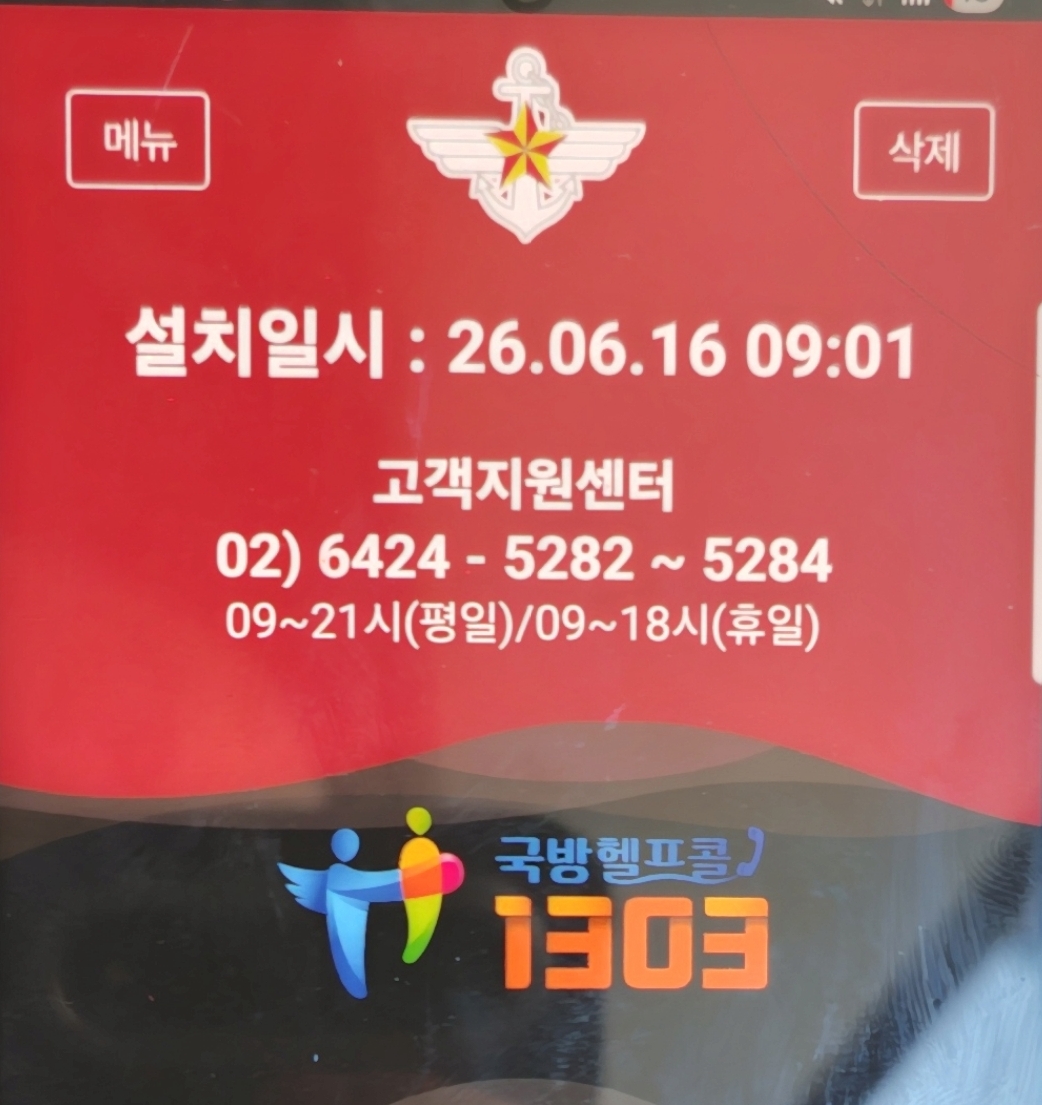 메뉴
삭제
설치일시 : 26.06.16 09:01
고객지원센터
02) 6424 - 5282 ~ 5284
09~21시(평일)/09~18시(휴일)
국방헬프콜
1303